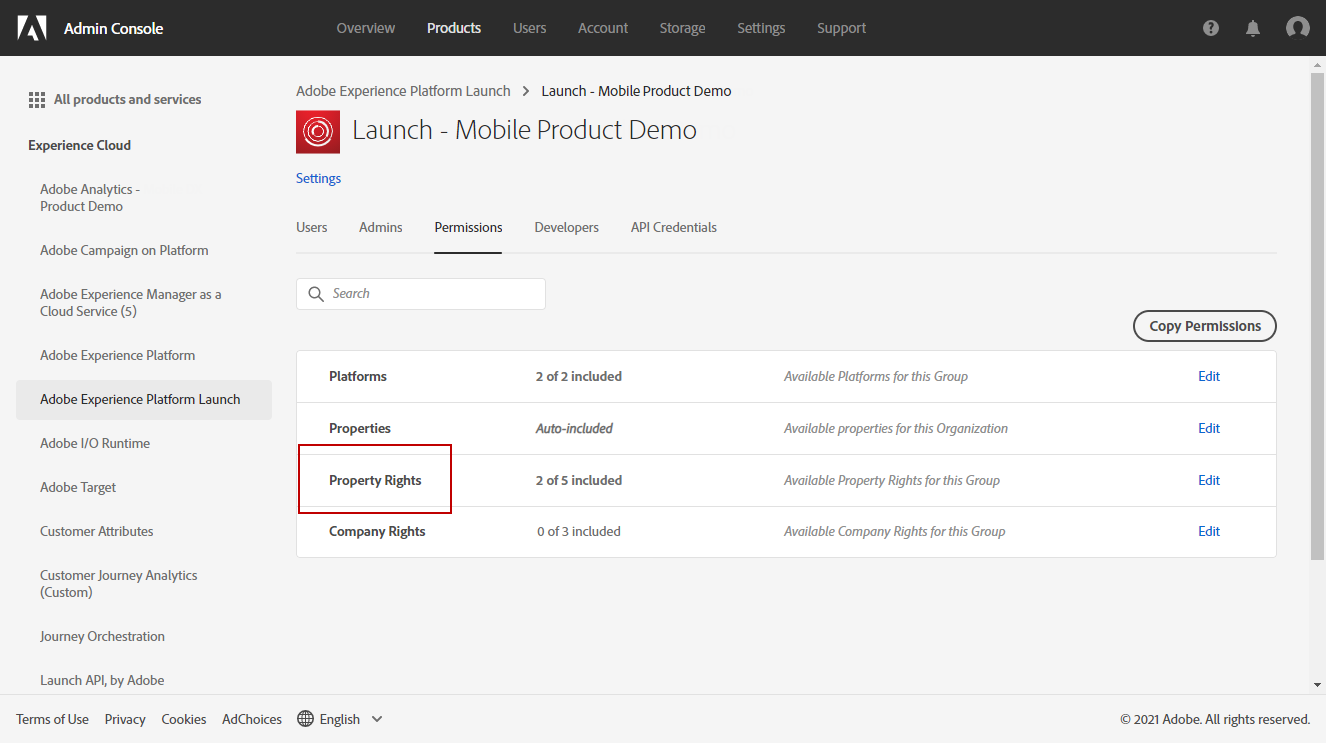 Admin Console
Overview
Products
Users
Account
Storage
Settings
Support
All products and services
Experience Cloud
Adobe Analytics -
Product Demo
Adobe Campaign on Platform
Adobe Experience Manager as a
Cloud Service (5)
Adobe Experience Platform
Adobe Experience Platform Launch
Adobe I/O Runtime
Adobe Target
Customer Attributes
Customer Journey Analytics
(Custom)
Journey Orchestration
Launch API, by Adobe
Adobe Experience Platform Launch > Launch - Mobile Product Demo
Launch - Mobile Product Demo
Settings
Users
Admins
Permissions
Developers
API Credentials
Search
Copy Permissions
Platforms 2 of 2 included Available Platforms for this Group Edit
Properties Auto-included Available properties for this Organization Edit
Property Rights 2 of 5 included Available Property Rights for this Group Edit
Company Rights 0 of 3 included Available Company Rights for this Group Edit
Terms of Use Privacy Cookies AdChoices English
© 2021 Adobe. All rights reserved.